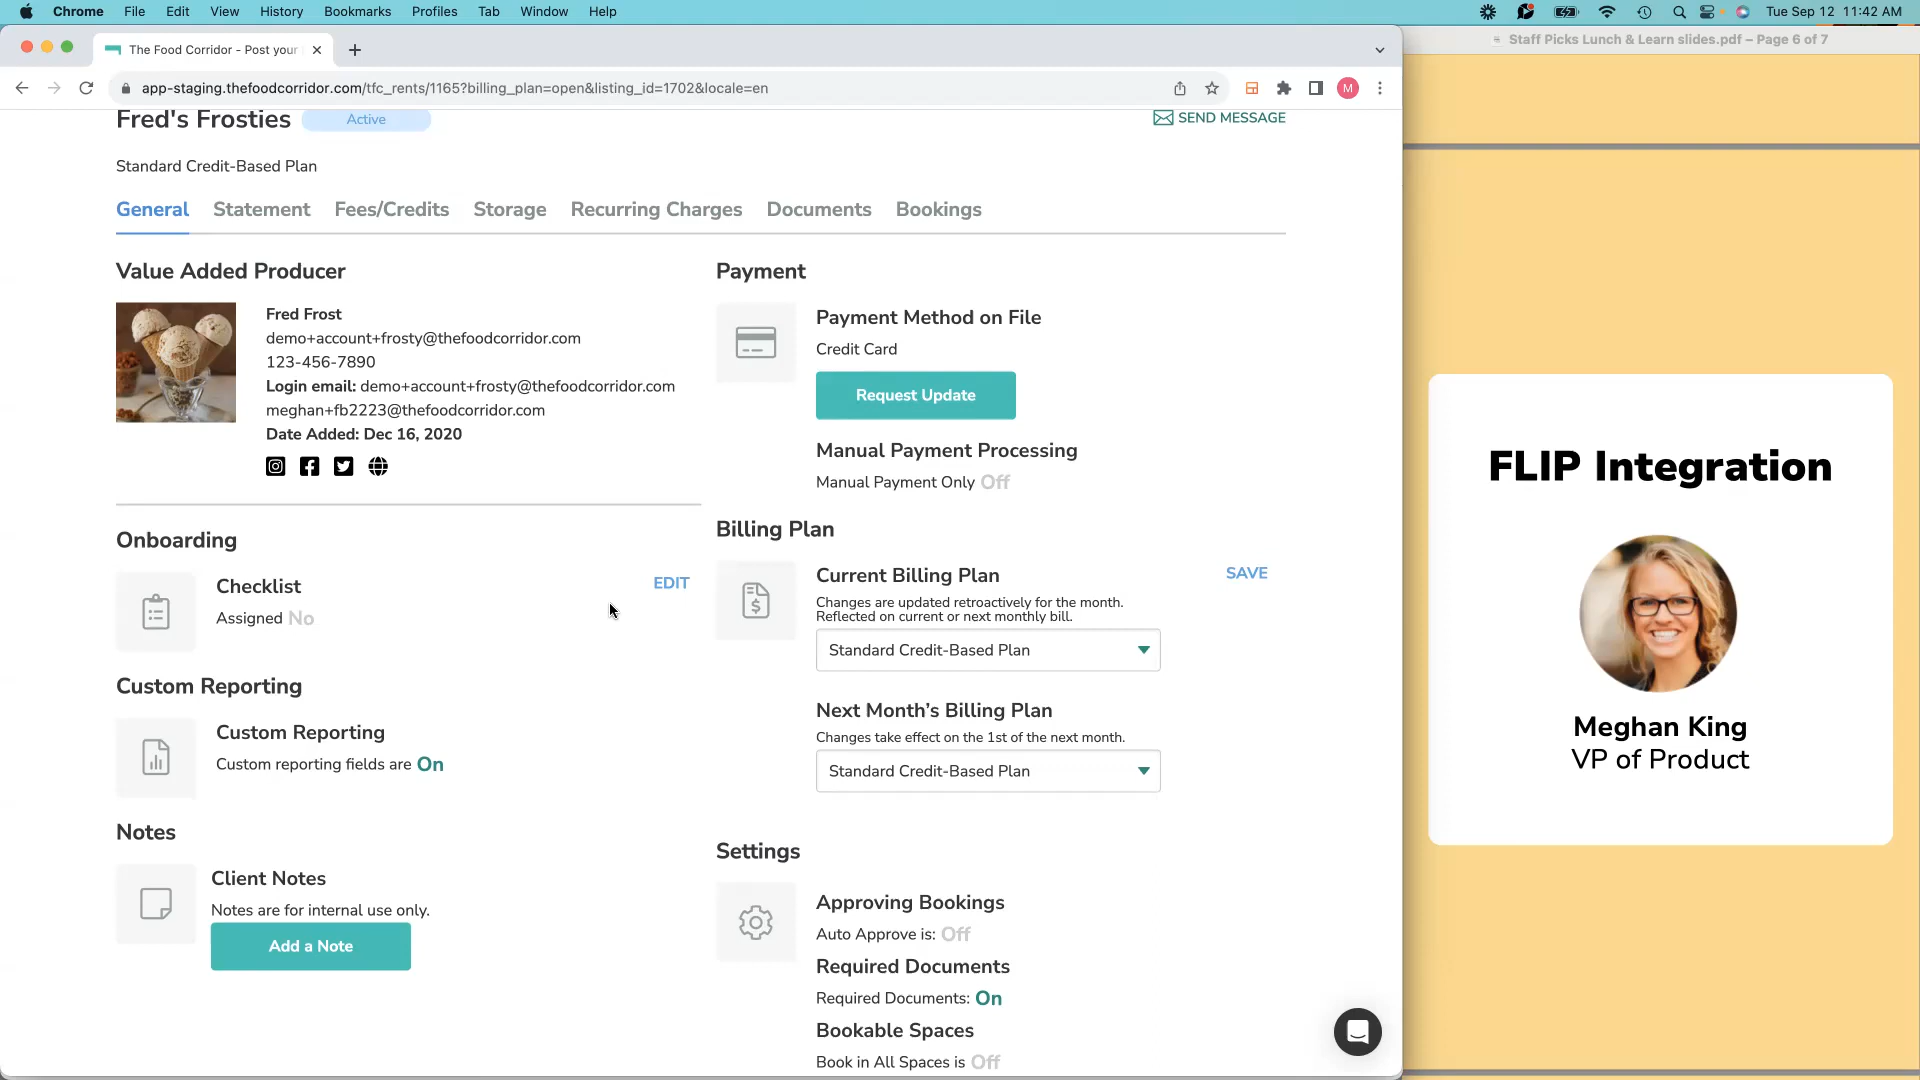 Chrome File Edit View History Bookmarks Profiles Tab Window Help
Tue Sep 12 11:42 AM
The Food Corridor - Post your
Staff Picks Lunch & Learn slides.pdf – Page 6 of 7
app-staging.thefoodcorridor.com/tfc_rents/1165?billing_plan=open&listing_id=1702&locale=en
M
Fred's Frosties
Active
SEND MESSAGE
Standard Credit-Based Plan
General Statement Fees/Credits Storage Recurring Charges Documents Bookings
Value Added Producer
Fred Frost
demo+account+frosty@thefoodcorridor.com
123-456-7890
Login email: demo+account+frosty@thefoodcorridor.com
meghan+fb2223@thefoodcorridor.com
Date Added: Dec 16, 2020
Onboarding
Checklist
EDIT
Assigned No
Custom Reporting
Custom Reporting
Custom reporting fields are On
Notes
Client Notes
Notes are for internal use only.
Add a Note
Payment
Payment Method on File
Credit Card
Request Update
Manual Payment Processing
Manual Payment Only Off
Billing Plan
Current Billing Plan
SAVE
Changes are updated retroactively for the month.
Reflected on current or next monthly bill.
Standard Credit-Based Plan
Next Month’s Billing Plan
Changes take effect on the 1st of the next month.
Standard Credit-Based Plan
Settings
Approving Bookings
Auto Approve is: Off
Required Documents
Required Documents: On
Bookable Spaces
Book in All Spaces is Off
FLIP Integration
Meghan King
VP of Product